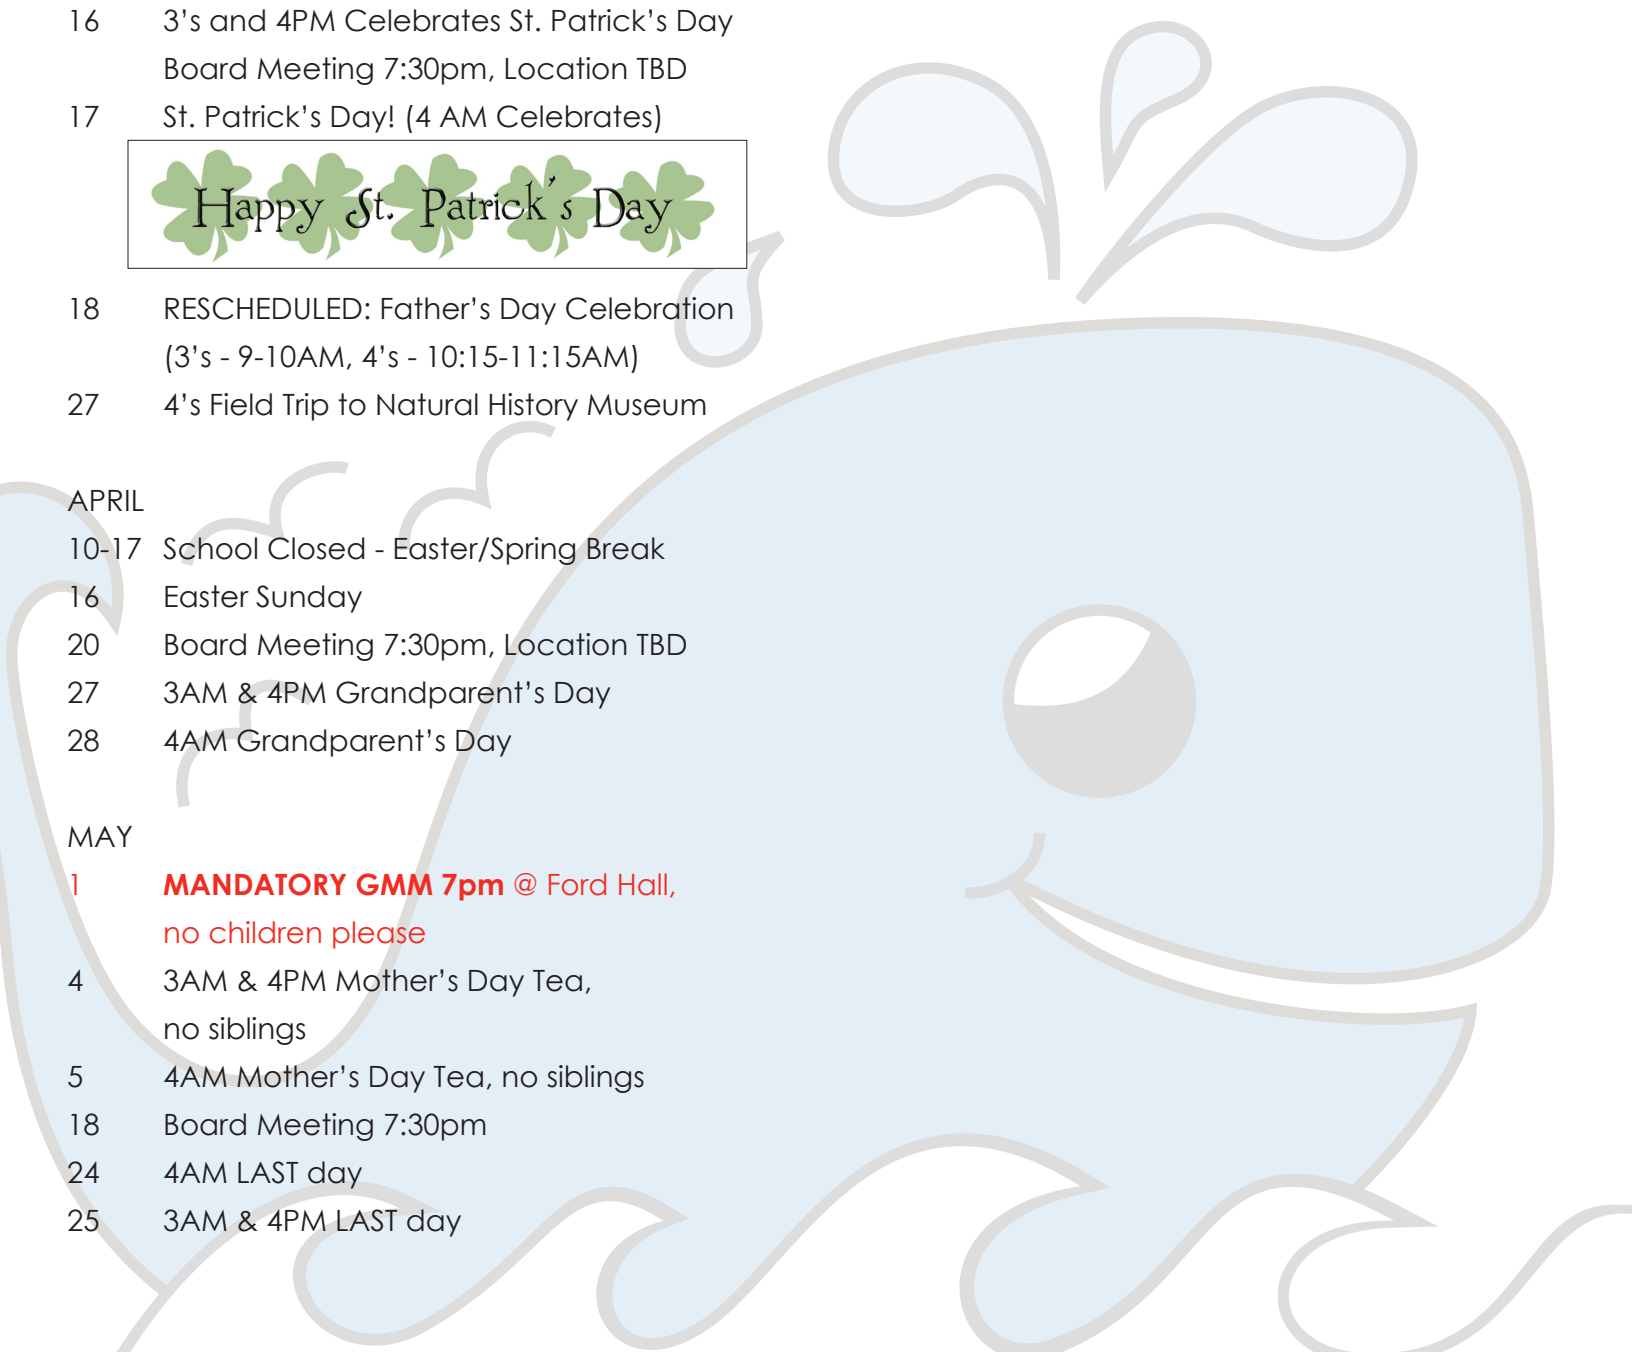 16 3’s and 4PM Celebrates St. Patrick’s Day
Board Meeting 7:30pm, Location TBD
17 St. Patrick’s Day! (4 AM Celebrates)
Happy St. Patrick’s Day
18 RESCHEDULED: Father’s Day Celebration
(3’s - 9-10AM, 4’s - 10:15-11:15AM)
27 4’s Field Trip to Natural History Museum
APRIL
10-17 School Closed - Easter/Spring Break
16 Easter Sunday
20 Board Meeting 7:30pm, Location TBD
27 3AM & 4PM Grandparent’s Day
28 4AM Grandparent’s Day
MAY
1 MANDATORY GMM 7pm @ Ford Hall,
no children please
4 3AM & 4PM Mother’s Day Tea,
no siblings
5 4AM Mother’s Day Tea, no siblings
18 Board Meeting 7:30pm
24 4AM LAST day
25 3AM & 4PM LAST day